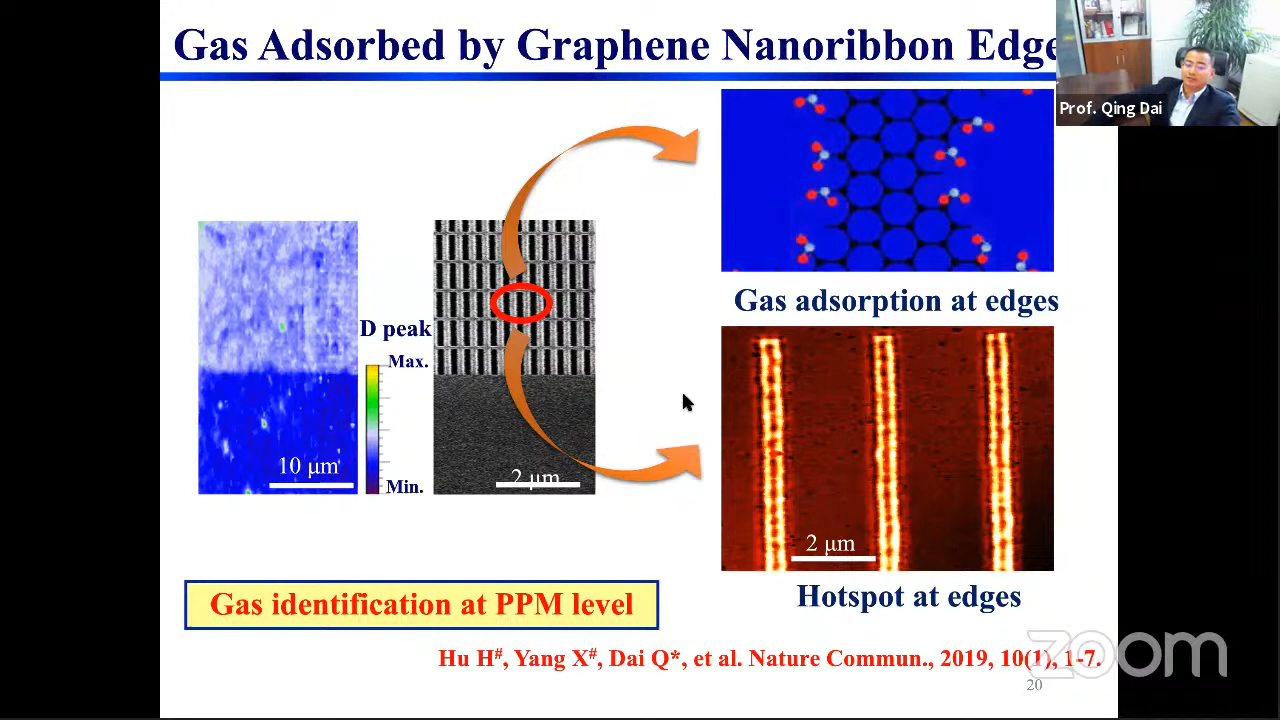 Gas Adsorbed by Graphene Nanoribbon Edge
Prof. Qing Dai
Gas adsorption at edges
D peak
Max.
10 μm
Min.
2 μm
2 μm
Hotspot at edges
Gas identification at PPM level
Hu H#, Yang X#, Dai Q*, et al. Nature Commun., 2019, 10(1), 1-7.
zoom
20